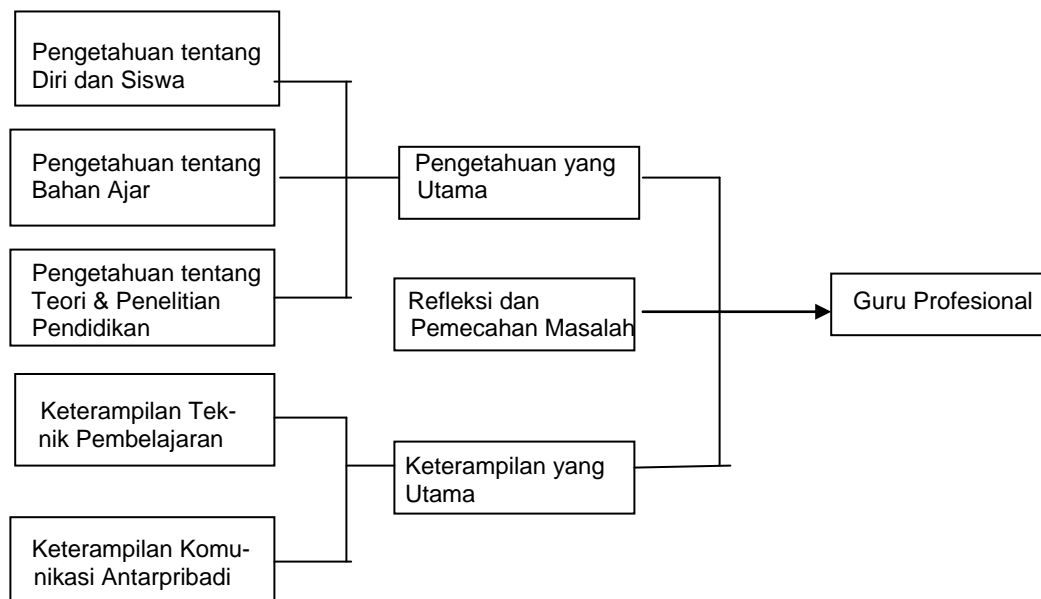 Pengetahuan tentang
Diri dan Siswa
Pengetahuan tentang
Bahan Ajar
Pengetahuan tentang
Teori & Penelitian
Pendidikan
Keterampilan Tek-
nik Pembelajaran
Keterampilan Komu-
nikasi Antarpribadi
Pengetahuan yang
Utama
Refleksi dan
Pemecahan Masalah
Keterampilan yang
Utama
Guru Profesional